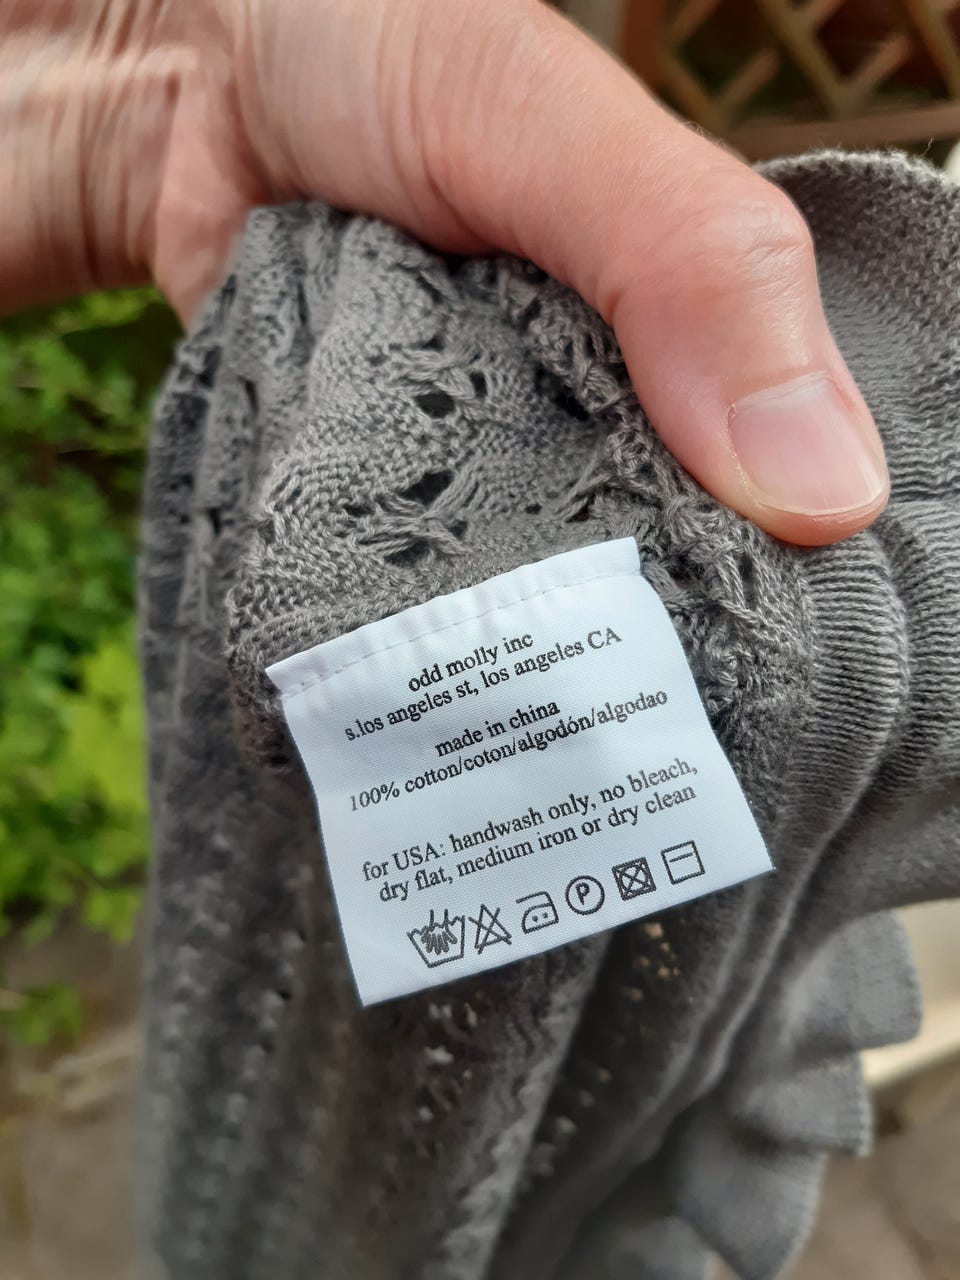 odd molly inc
s.los angeles st, los angeles CA
made in china
100% cotton/coton/algodón/algodao
for USA: handwash only, no bleach,
dry flat, medium iron or dry clean
P